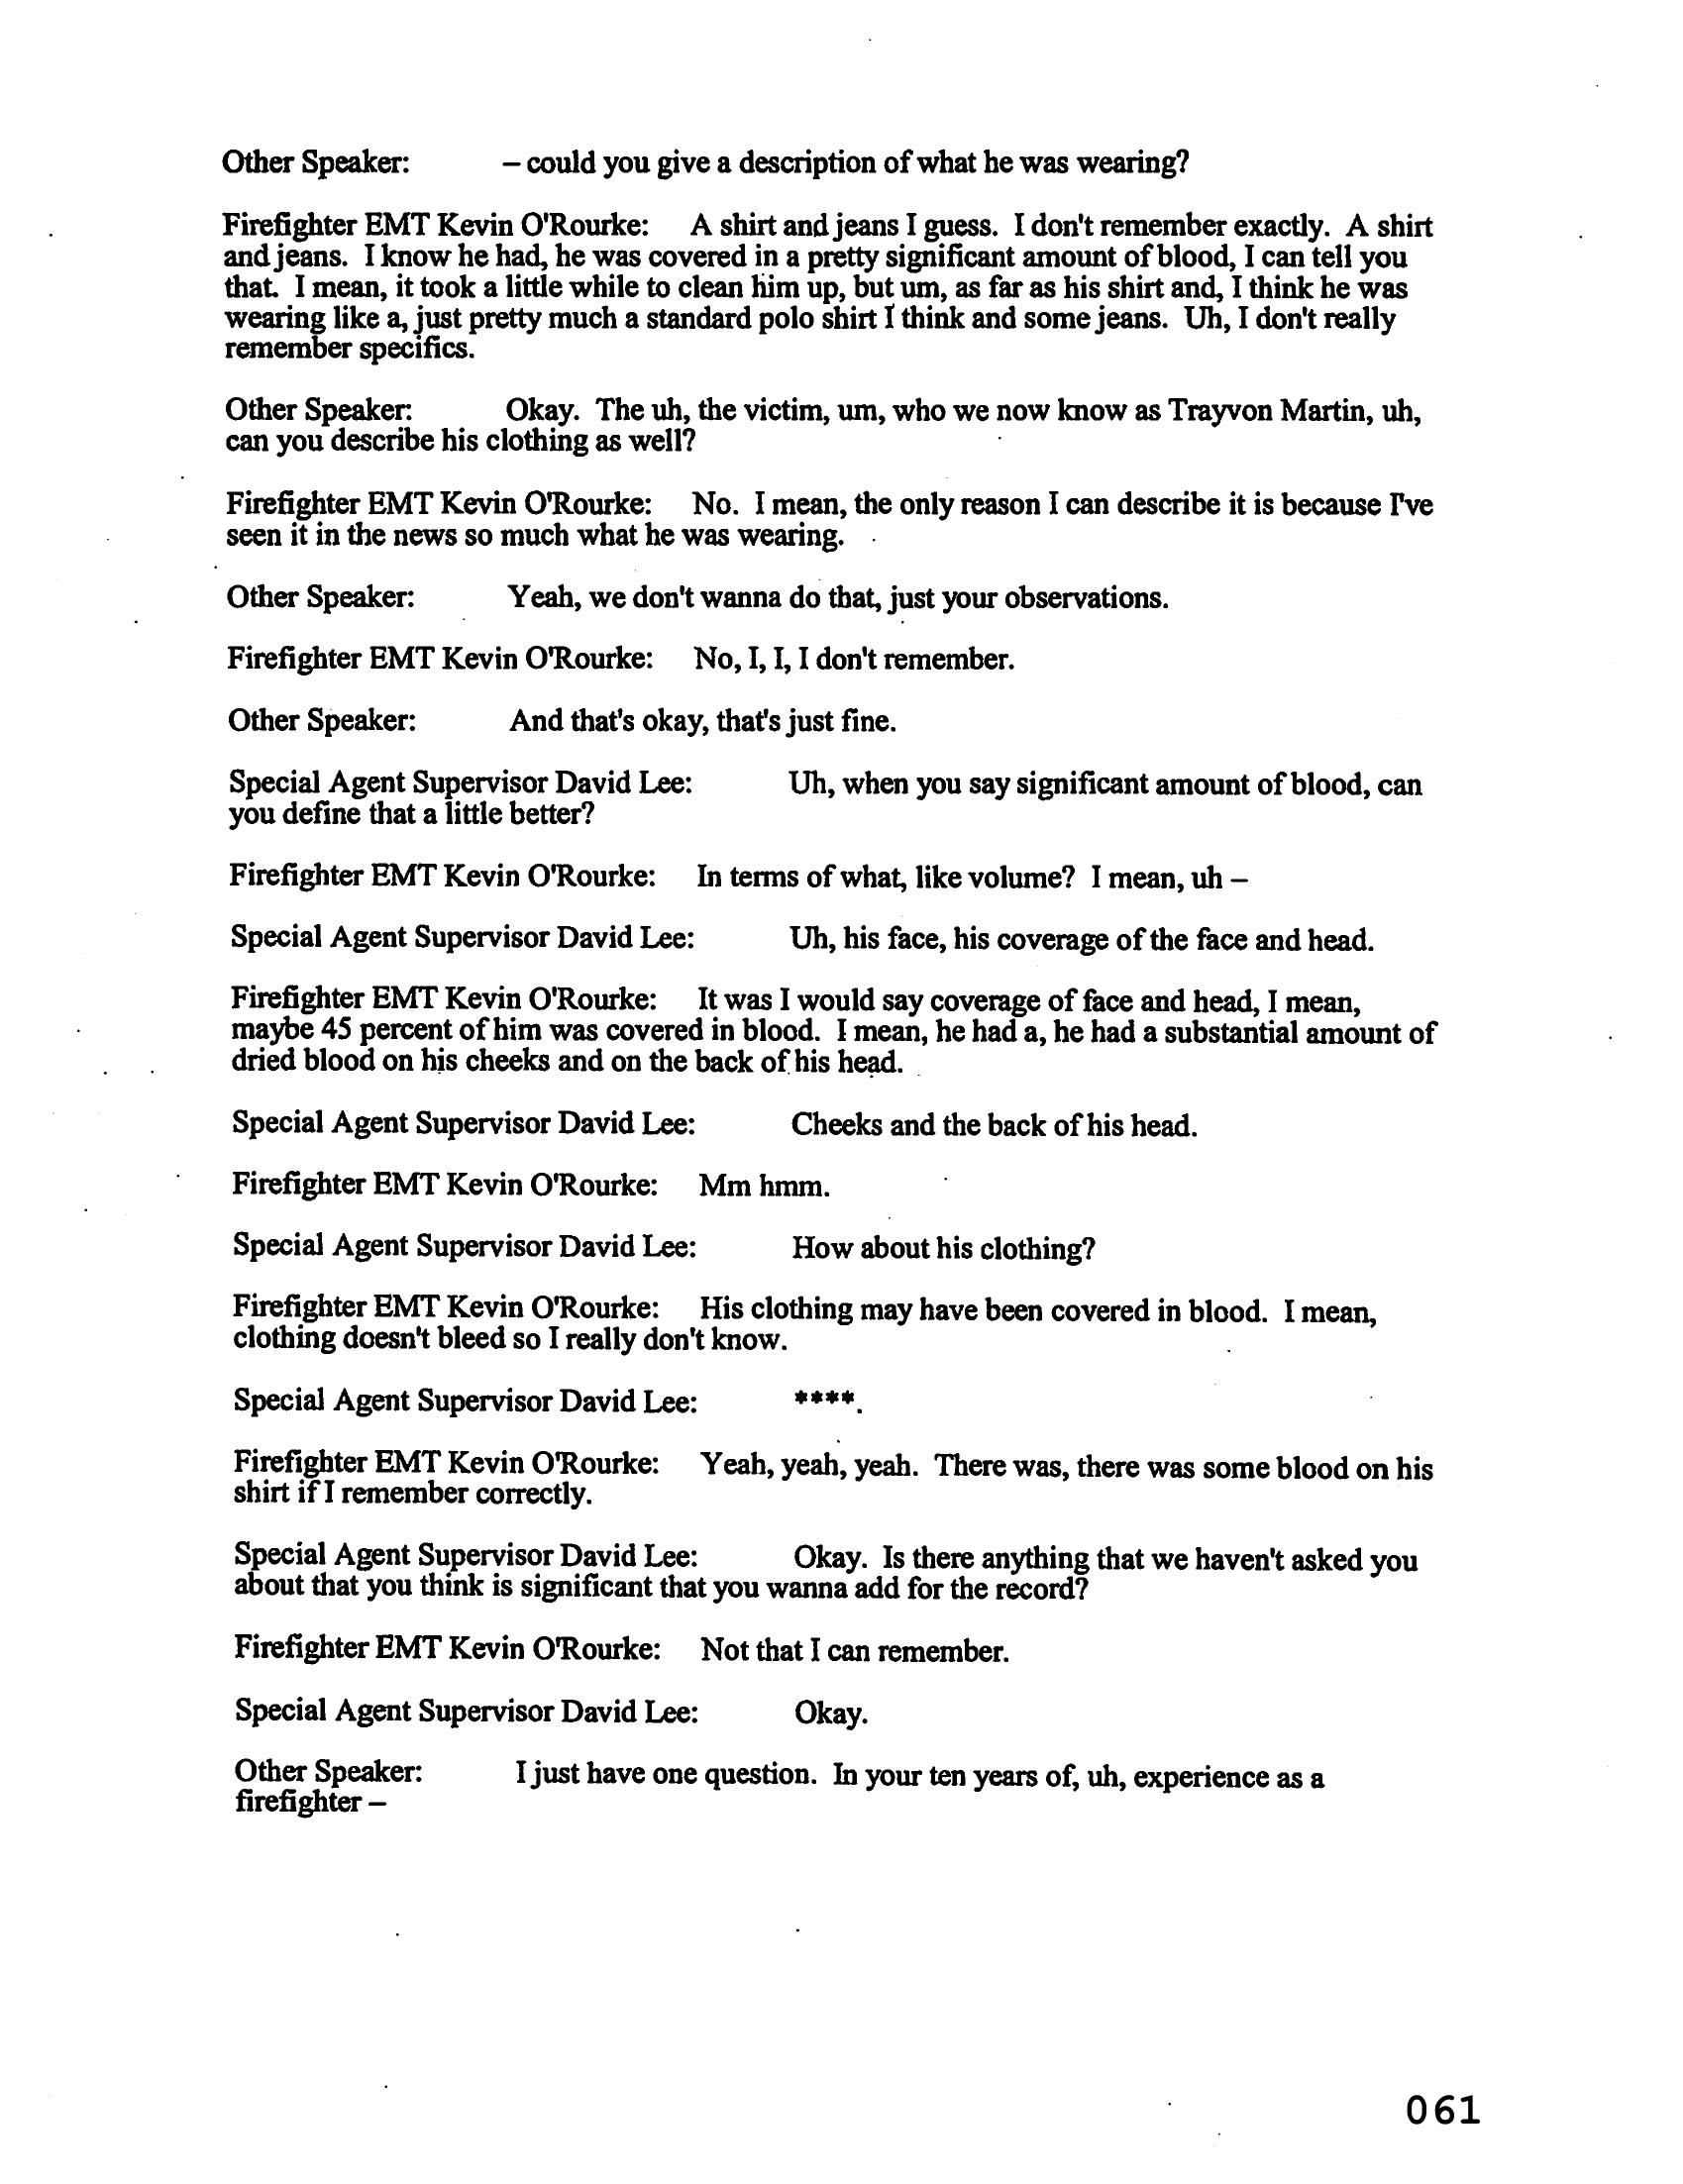 Other Speaker: – could you give a description of what he was wearing?
Firefighter EMT Kevin O'Rourke: A shirt and jeans I guess. I don't remember exactly. A shirt
and jeans. I know he had, he was covered in a pretty significant amount of blood, I can tell you
that. I mean, it took a little while to clean him up, but um, as far as his shirt and, I think he was
wearing like a, just pretty much a standard polo shirt I think and some jeans. Uh, I don't really
remember specifics.
Other Speaker: Okay. The uh, the victim, um, who we now know as Trayvon Martin, uh,
can you describe his clothing as well?
Firefighter EMT Kevin O'Rourke: No. I mean, the only reason I can describe it is because I've
seen it in the news so much what he was wearing.
Other Speaker: Yeah, we don't wanna do that, just your observations.
Firefighter EMT Kevin O'Rourke: No, I, I, I don't remember.
Other Speaker: And that's okay, that's just fine.
Special Agent Supervisor David Lee: Uh, when you say significant amount of blood, can
you define that a little better?
Firefighter EMT Kevin O'Rourke: In terms of what, like volume? I mean, uh –
Special Agent Supervisor David Lee: Uh, his face, his coverage of the face and head.
Firefighter EMT Kevin O'Rourke: It was I would say coverage of face and head, I mean,
maybe 45 percent of him was covered in blood. I mean, he had a, he had a substantial amount of
dried blood on his cheeks and on the back of his head.
Special Agent Supervisor David Lee: Cheeks and the back of his head.
Firefighter EMT Kevin O'Rourke: Mm hmm.
Special Agent Supervisor David Lee: How about his clothing?
Firefighter EMT Kevin O'Rourke: His clothing may have been covered in blood. I mean,
clothing doesn't bleed so I really don't know.
Special Agent Supervisor David Lee: ****.
Firefighter EMT Kevin O'Rourke: Yeah, yeah, yeah. There was, there was some blood on his
shirt if I remember correctly.
Special Agent Supervisor David Lee: Okay. Is there anything that we haven't asked you
about that you think is significant that you wanna add for the record?
Firefighter EMT Kevin O'Rourke: Not that I can remember.
Special Agent Supervisor David Lee: Okay.
Other Speaker: I just have one question. In your ten years of, uh, experience as a
firefighter –
061